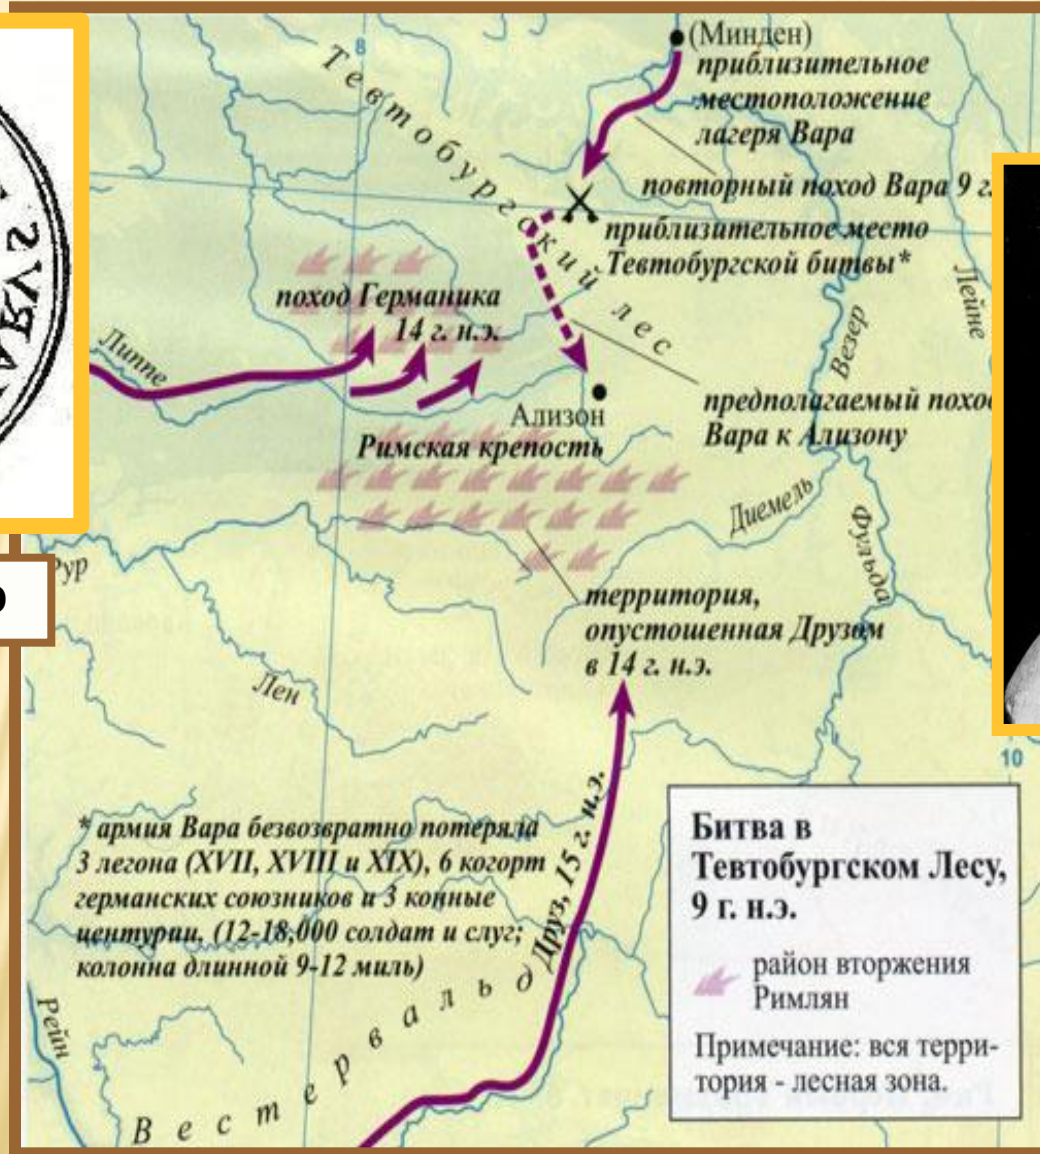 8
Тевтобургский лес
(Минден)
приблизительное
местоположение
лагеря Вара
повторный поход Вара 9 г.
приблизительное место
Тевтобургской битвы*
поход Германика
14 г. н.э.
Липпе
Лейне
Везер
Ализон
Римская крепость
предполагаемый поход
Вара к Ализону
Диемель
Фульда
Рур
территория,
опустошенная Друзом
в 14 г. н.э.
Лен
10
* армия Вара безвозвратно потеряла
3 легона (XVII, XVIII и XIX), 6 когорт
германских союзников и 3 конные
центурии, (12-18,000 солдат и слуг;
колонна длинной 9-12 миль)
Друз, 15 г. н.э.
Рейн
Вестервальд
Битва в
Тевтобургском Лесу,
9 г. н.э.
район вторжения
Римлян
Примечание: вся терри-
тория - лесная зона.